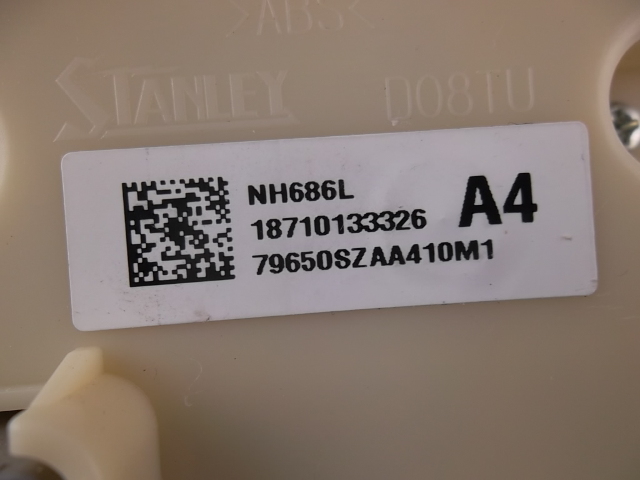 >ABS<
STANLEY D08TU
NH686L A4
18710133326
79650SZAA410M1